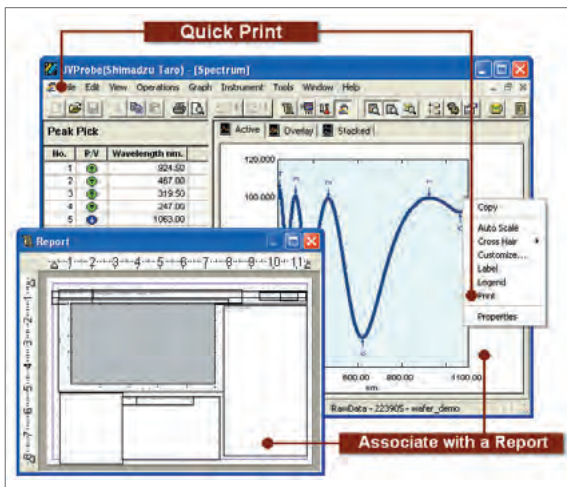 Quick Print
UVProbe(Shimadzu Taro) - [Spectrum]
File Edit View Operations Graph Instrument Tools Window Help
Peak Pick
Active Overlay Stacked
No. P/V Wavelength nm.
1 924.50
2 467.00
3 319.50
4 247.00
5 1063.00
120.000
100.000
Copy
Auto Scale
Cross Hair
Customize....
Label
Legend
Print
Properties
Report
1 2 3 4 5 6 7 8 9 10 11
1 2 3 4 5 6 7 8
600.00 800.00 1100.00
nm.
RawData - 223905 - wafer_demo
Associate with a Report